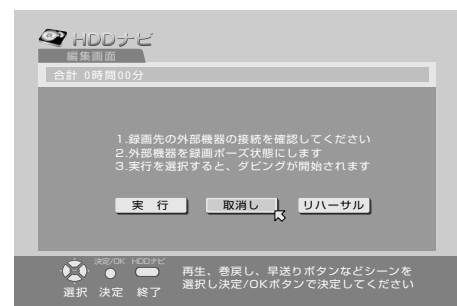 HDDナビ
編集画面
合計 0時間00分
1.録画先の外部機器の接続を確認してください
2.外部機器を録画ポーズ状態にします
3.実行を選択すると、ダビングが開始されます
実 行 取消し リハーサル
決定/OK HDDナビ
選択 決定 終了
再生、巻戻し、早送りボタンなどシーンを
選択し決定/OKボタンで決定してください